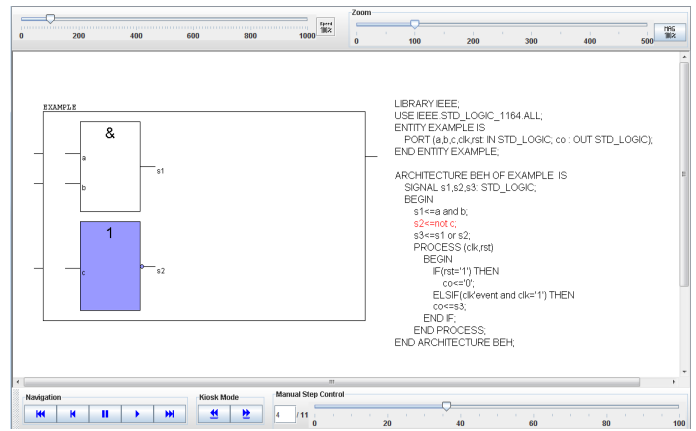 Zoom
Speed
100%
0 200 400 600 800 1000
MAG
100%
0 100 200 300 400 500
EXAMPLE
&
a
b
s1
1
c
s2
LIBRARY IEEE;
USE IEEE.STD_LOGIC_1164.ALL;
ENTITY EXAMPLE IS
PORT (a,b,c,clk,rst: IN STD_LOGIC; co : OUT STD_LOGIC);
END ENTITY EXAMPLE;
ARCHITECTURE BEH OF EXAMPLE IS
SIGNAL s1,s2,s3: STD_LOGIC;
BEGIN
s1<=a and b;
s2<=not c;
s3<=s1 or s2;
PROCESS (clk,rst)
BEGIN
IF(rst='1') THEN
co<='0';
ELSIF(clk'event and clk='1') THEN
co<=s3;
END IF;
END PROCESS;
END ARCHITECTURE BEH;
Navigation
Kiosk Mode
Manual Step Control
4 / 11
0 20 40 60 80 100